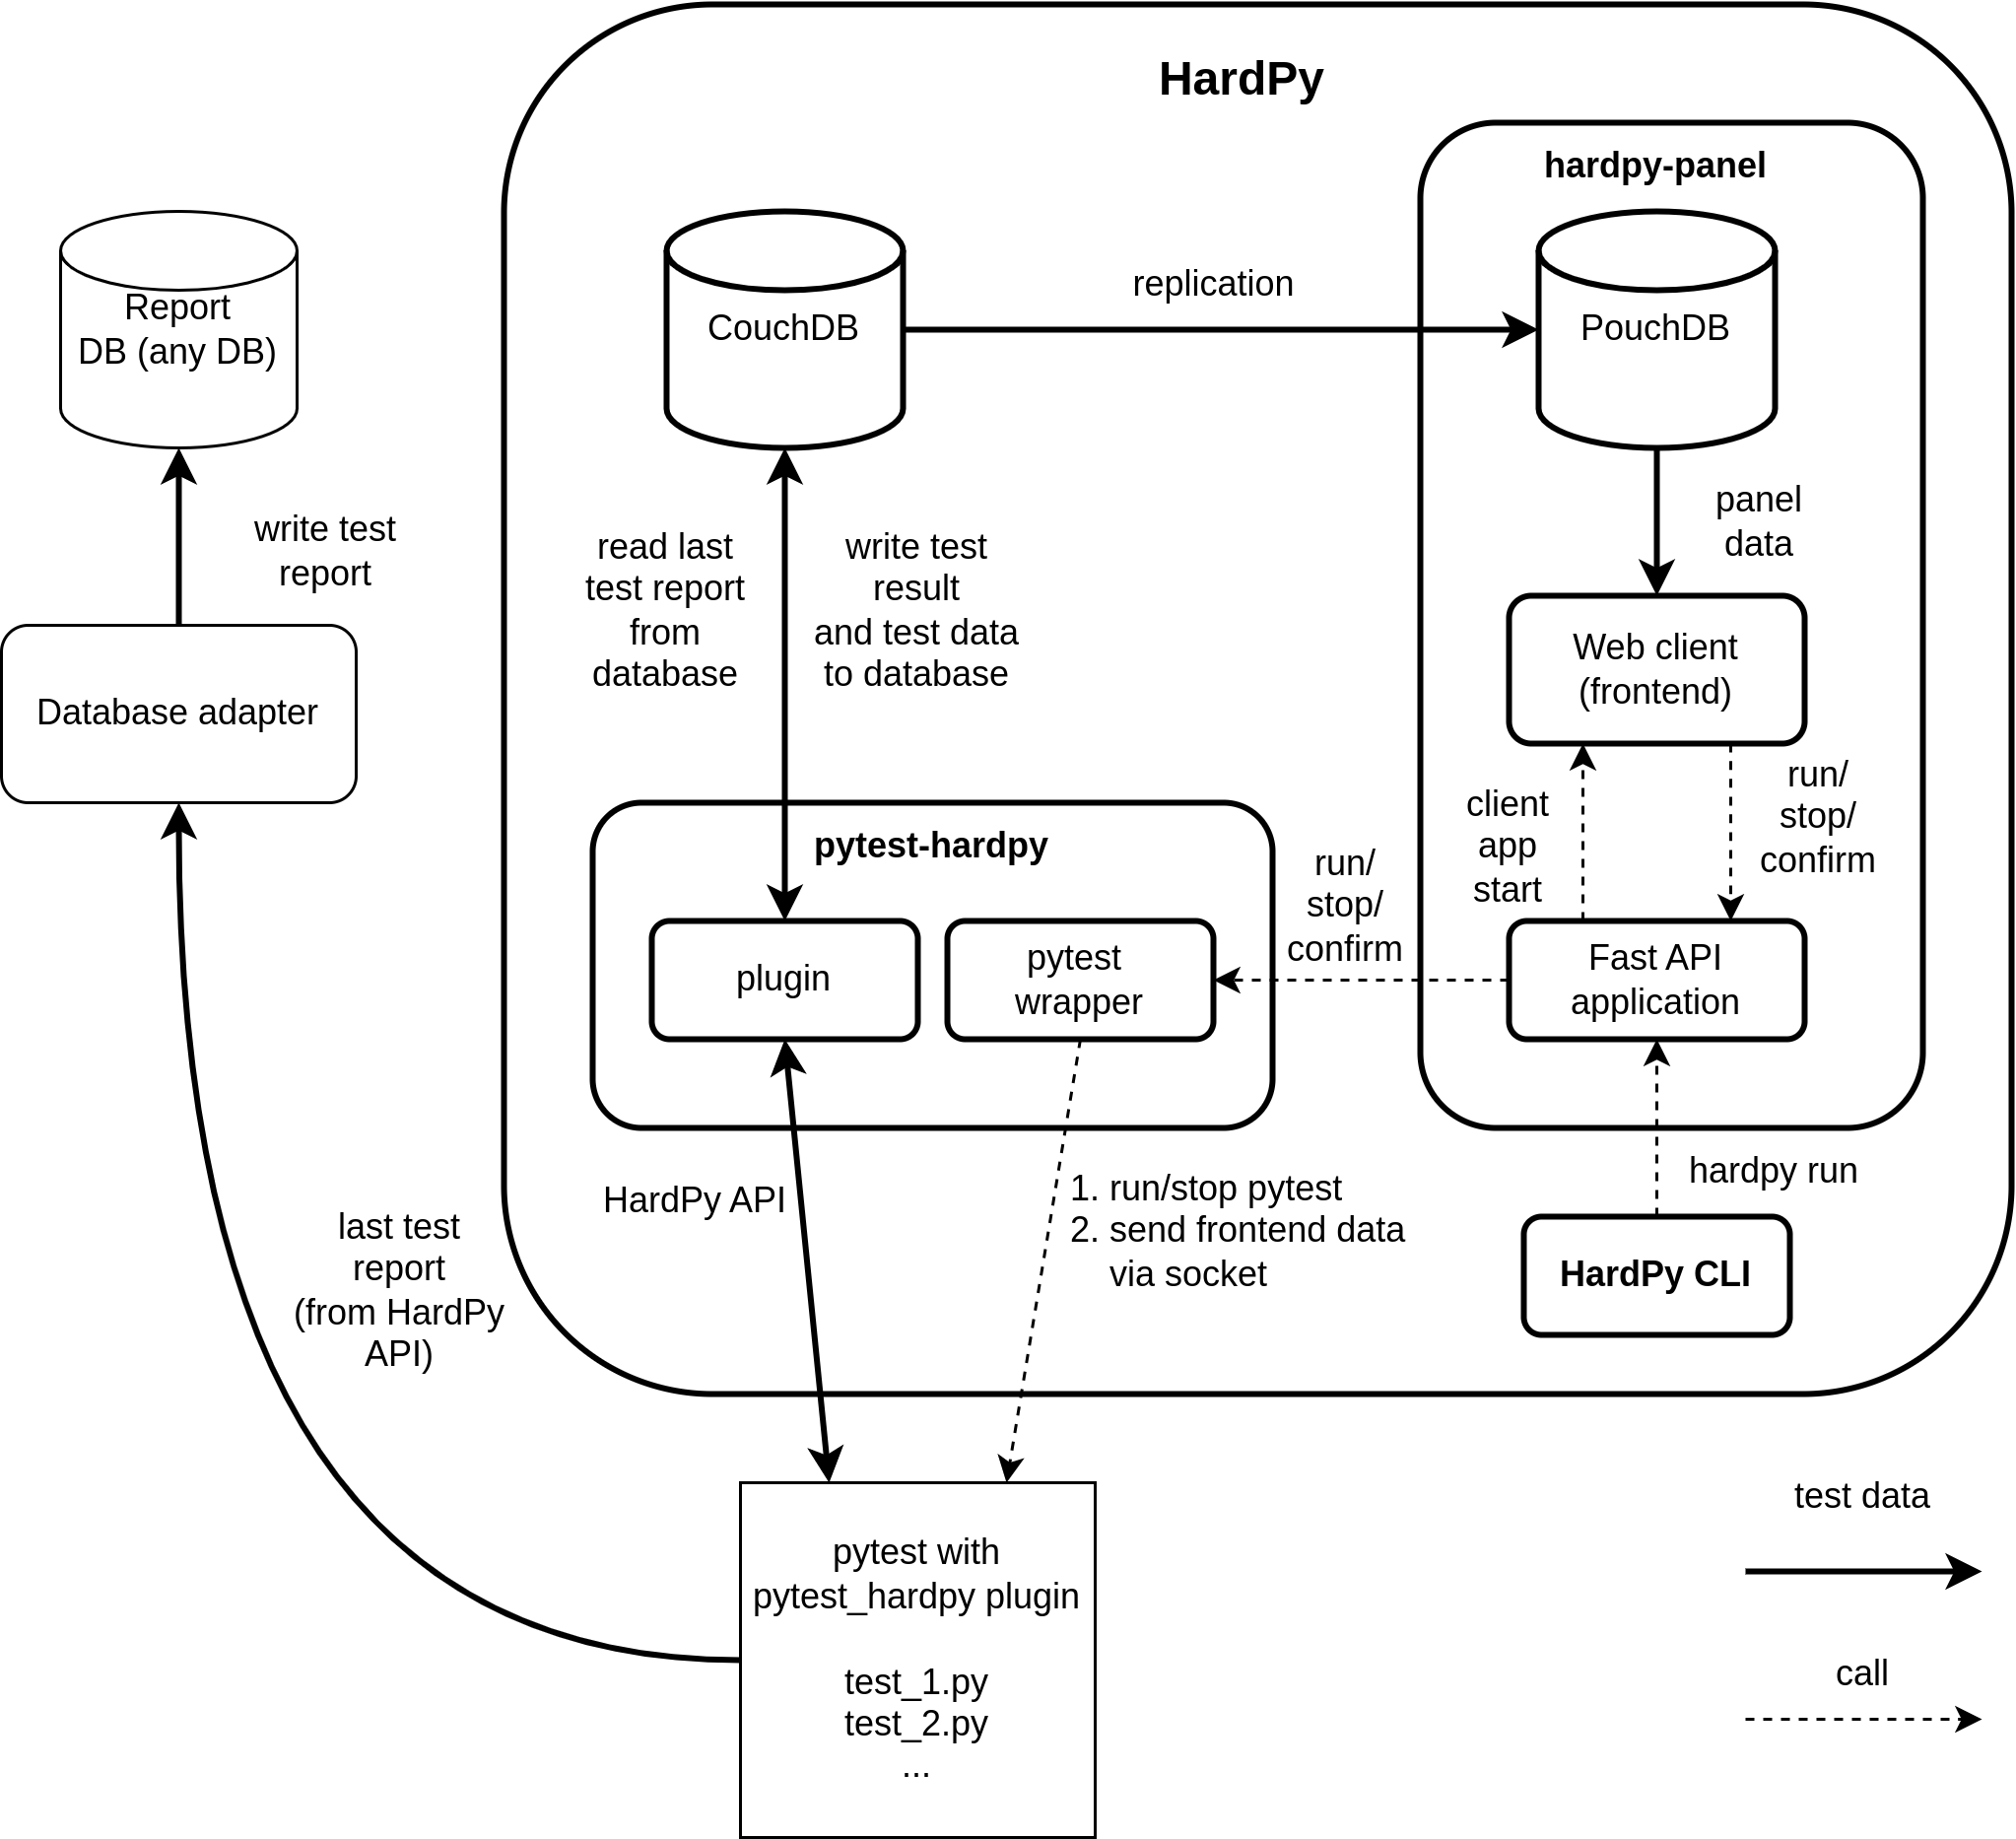 HardPy
hardpy-panel
Report
DB (any DB)
CouchDB
replication
PouchDB
write test
report
read last
test report
from
database
write test
result
and test data
to database
panel
data
Web client
(frontend)
Database adapter
client
app
start
run/
stop/
confirm
pytest-hardpy
plugin
pytest
wrapper
run/
stop/
confirm
Fast API
application
HardPy API
1. run/stop pytest
2. send frontend data
via socket
hardpy run
HardPy CLI
last test
report
(from HardPy
API)
pytest with
pytest_hardpy plugin
test_1.py
test_2.py
...
test data
call